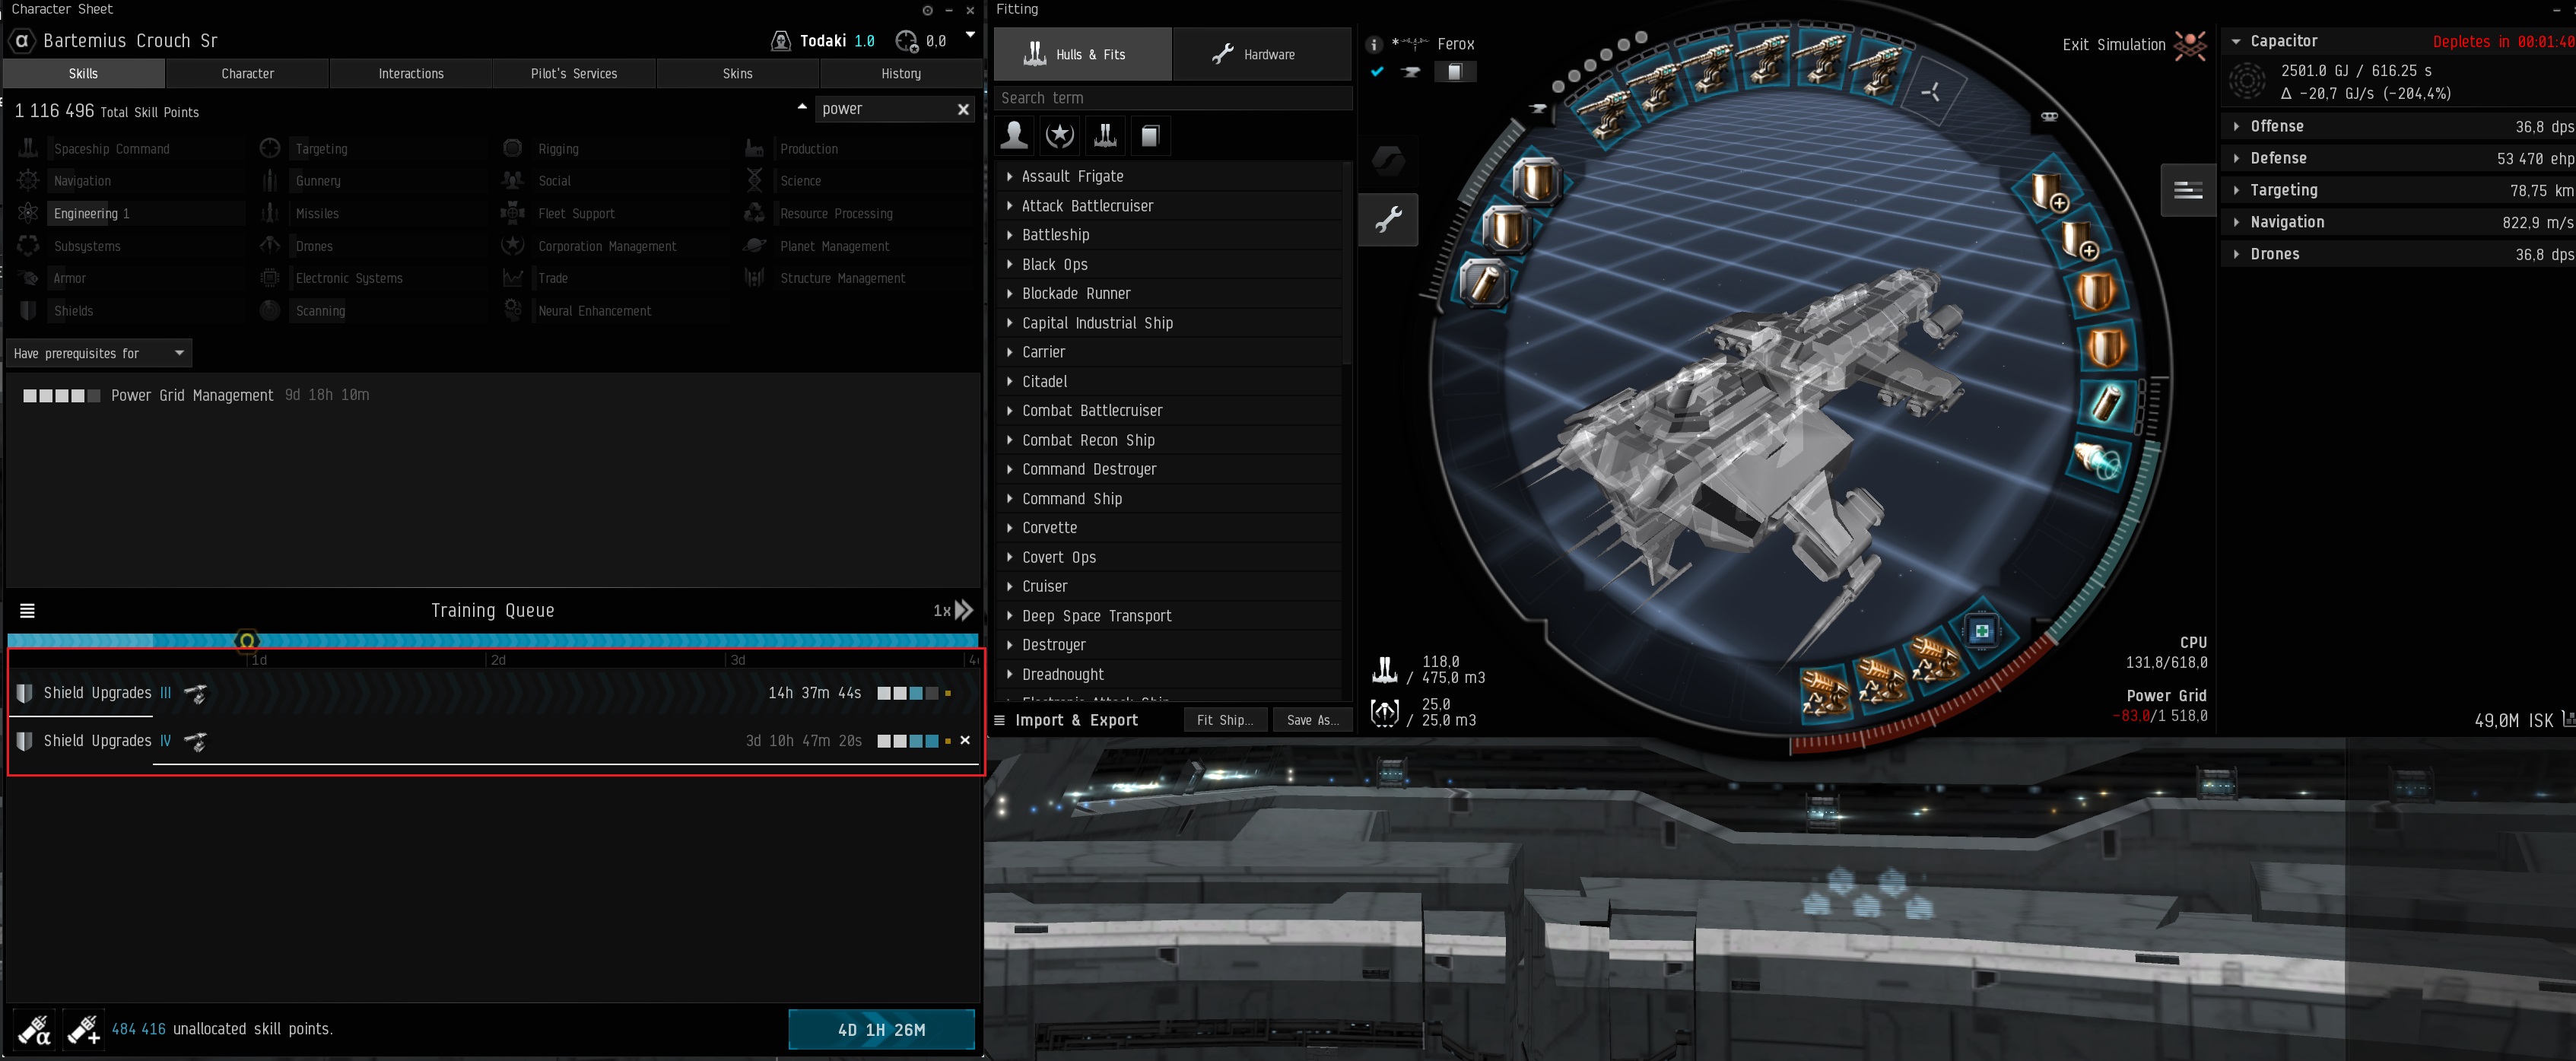 Character Sheet
α Bartemius Crouch Sr
Todaki 1.0
0,0
Skills
Character
Interactions
Pilot's Services
Skins
History
1 116 496 Total Skill Points
power
Spaceship Command
Targeting
Rigging
Production
Navigation
Gunnery
Social
Science
Engineering 1
Missiles
Fleet Support
Resource Processing
Subsystems
Drones
Corporation Management
Planet Management
Armor
Electronic Systems
Trade
Structure Management
Shields
Scanning
Neural Enhancement
Have prerequisites for
Power Grid Management 9d 18h 10m
Training Queue
1x
1d
2d
3d
Shield Upgrades III
14h 37m 44s
Shield Upgrades IV
3d 10h 47m 20s
484 416 unallocated skill points.
4D 1H 26M
Fitting
Hulls & Fits
Hardware
Search term
Assault Frigate
Attack Battlecruiser
Battleship
Black Ops
Blockade Runner
Capital Industrial Ship
Carrier
Citadel
Combat Battlecruiser
Combat Recon Ship
Command Destroyer
Command Ship
Corvette
Covert Ops
Cruiser
Deep Space Transport
Destroyer
Dreadnought
Electronic Attack Ship
Import & Export
Fit Ship...
Save As...
* Ferox
Exit Simulation
118,0
/ 475,0 m3
25,0
/ 25,0 m3
CPU
131,8/618,0
Power Grid
-83,0/1 518,0
Capacitor
Depletes in 00:01:40
2501.0 GJ / 616.25 s
Δ -20,7 GJ/s (-204,4%)
Offense
36,8 dps
Defense
53 470 ehp
Targeting
78,75 km
Navigation
822,9 m/s
Drones
36,8 dps
49,0M ISK